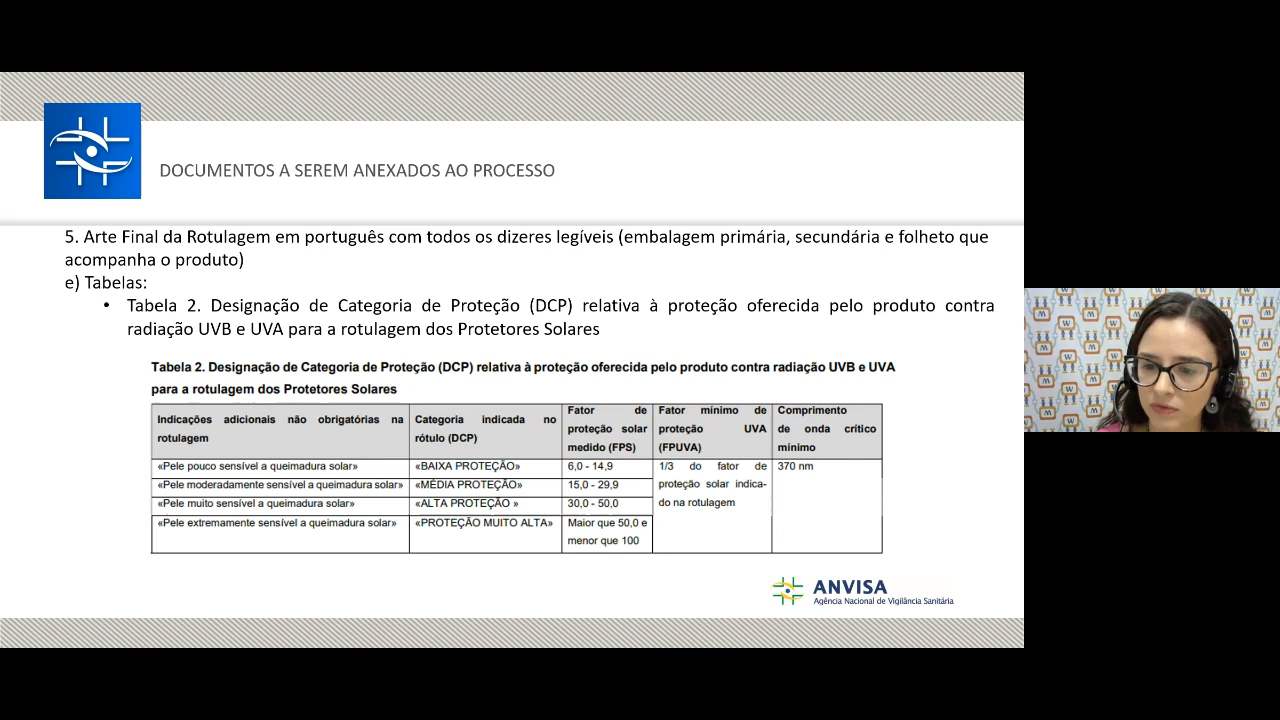 DOCUMENTOS A SEREM ANEXADOS AO PROCESSO
5. Arte Final da Rotulagem em português com todos os dizeres legíveis (embalagem primária, secundária e folheto que
acompanha o produto)
e) Tabelas:
• Tabela 2. Designação de Categoria de Proteção (DCP) relativa à proteção oferecida pelo produto contra
radiação UVB e UVA para a rotulagem dos Protetores Solares
Tabela 2. Designação de Categoria de Proteção (DCP) relativa à proteção oferecida pelo produto contra radiação UVB e UVA
para a rotulagem dos Protetores Solares
Indicações adicionais não obrigatórias na
rotulagem
Categoria indicada no
rótulo (DCP)
Fator de
proteção solar
medido (FPS)
Fator mínimo de
proteção UVA
(FPUVA)
Comprimento
de onda crítico
mínimo
«Pele pouco sensível a queimadura solar»
«BAIXA PROTEÇÃO»
6,0 - 14,9
1/3 do fator de
proteção solar indica-
do na rotulagem
370 nm
«Pele moderadamente sensível a queimadura solar»
«MÉDIA PROTEÇÃO»
15,0 - 29,9
«Pele muito sensível a queimadura solar»
«ALTA PROTEÇÃO »
30,0 - 50,0
«Pele extremamente sensível a queimadura solar»
«PROTEÇÃO MUITO ALTA»
Maior que 50,0 e
menor que 100
ANVISA
Agência Nacional de Vigilância Sanitária